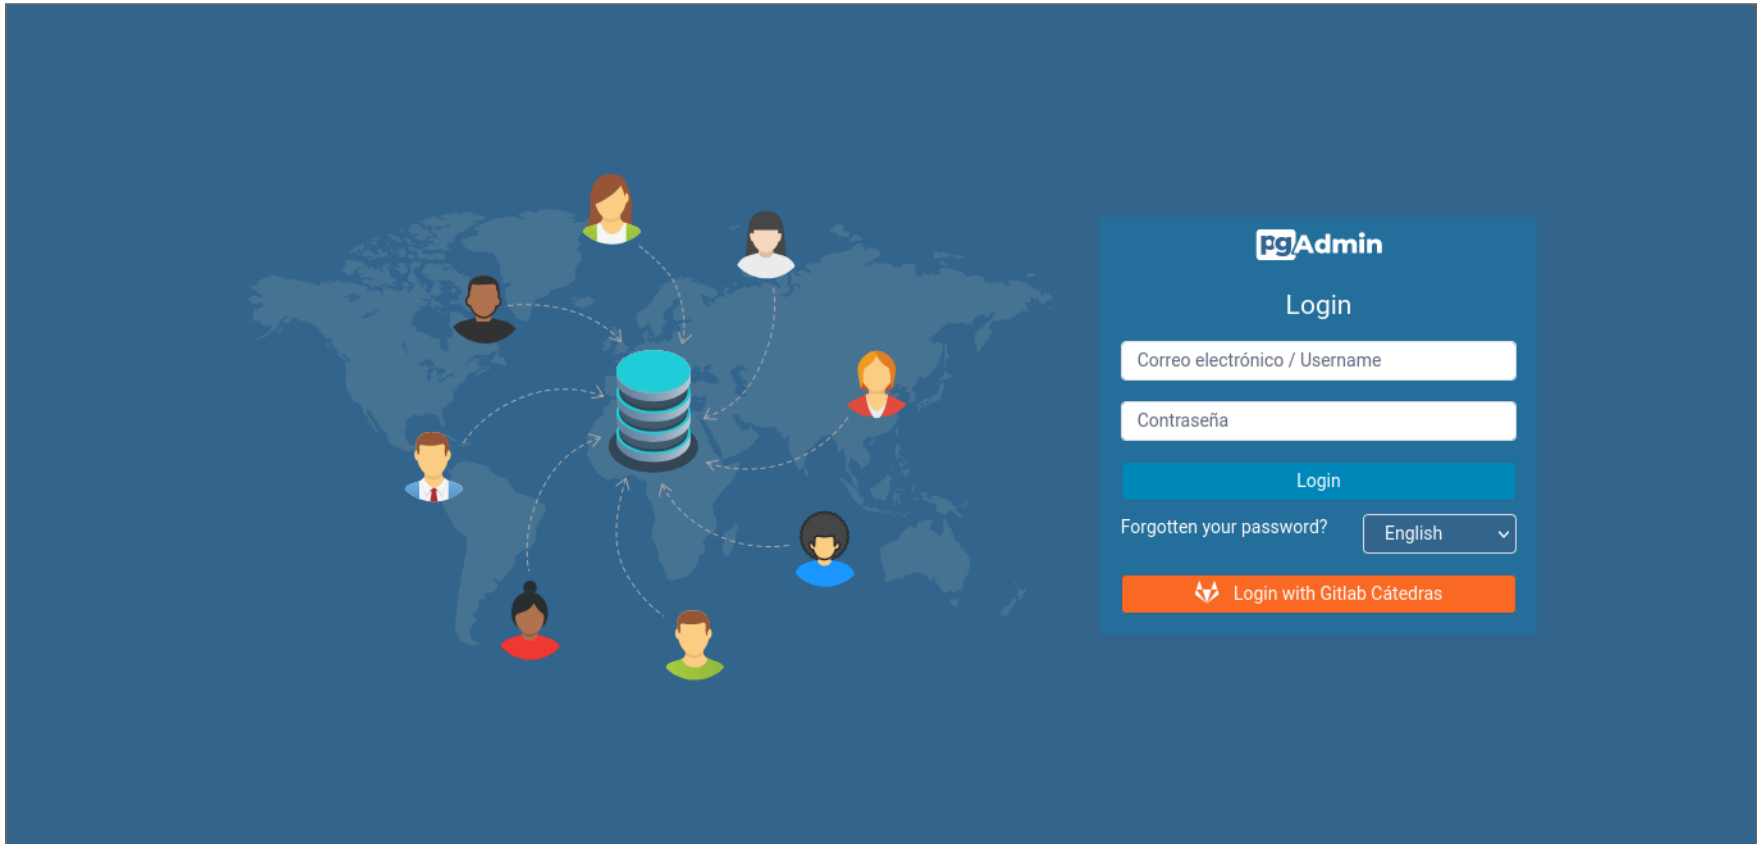 pgAdmin
Login
Correo electrónico / Username
Contraseña
Login
Forgotten your password?
English
Login with Gitlab Cátedras